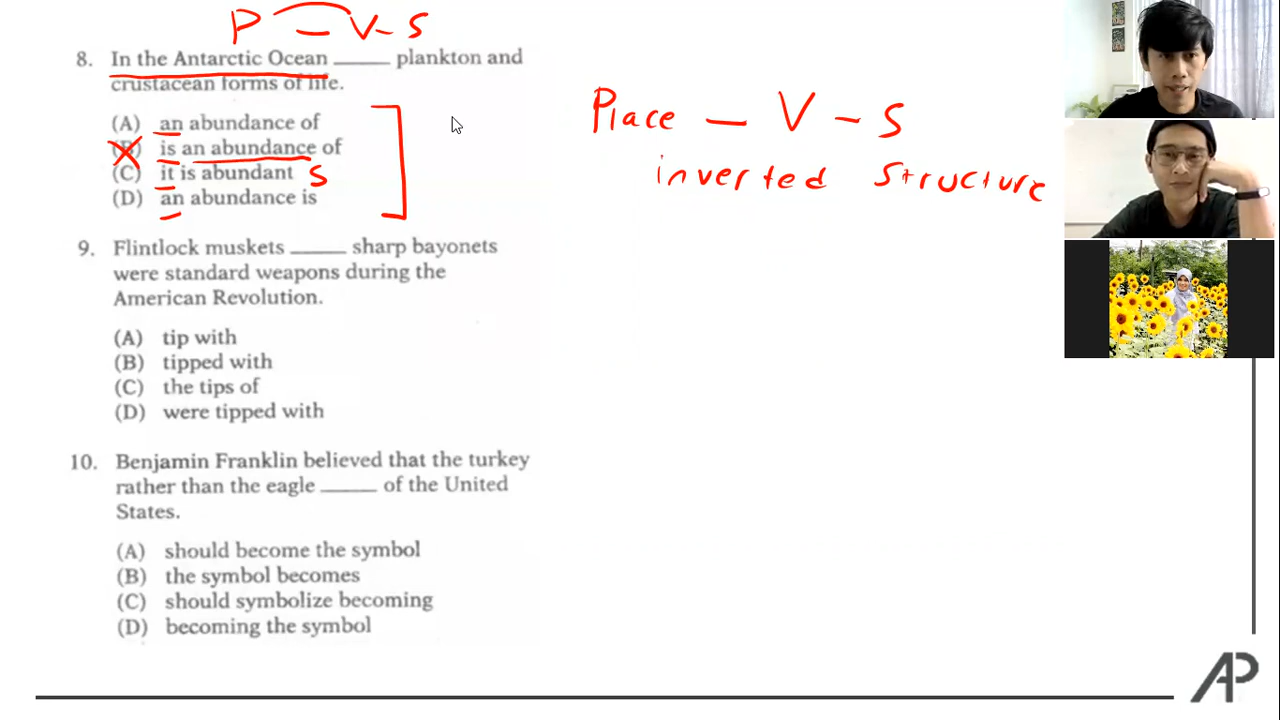 P — V – S
8. In the Antarctic Ocean _____ plankton and
crustacean forms of life.
(A) an abundance of
(B) is an abundance of
(C) it is abundant S
(D) an abundance is
Place — V – S
inverted structure
9. Flintlock muskets _____ sharp bayonets
were standard weapons during the
American Revolution.
(A) tip with
(B) tipped with
(C) the tips of
(D) were tipped with
10. Benjamin Franklin believed that the turkey
rather than the eagle _____ of the United
States.
(A) should become the symbol
(B) the symbol becomes
(C) should symbolize becoming
(D) becoming the symbol
AP